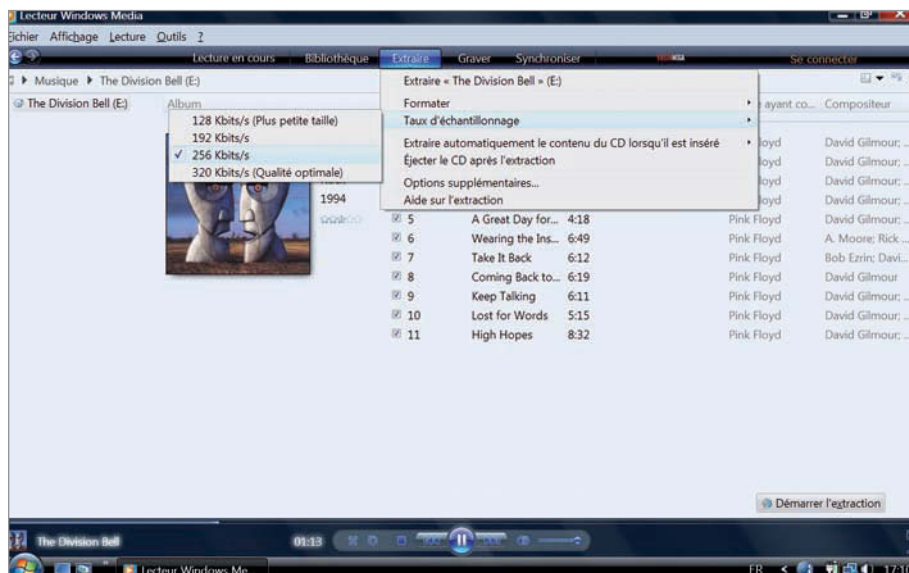 Lecteur Windows Media
Fichier Affichage Lecture Outils ?
Lecture en cours Bibliothèque Extraire Graver Synchroniser Se connecter
Musique The Division Bell (E:)
Extraire « The Division Bell » (E:)
The Division Bell (E:)
Album
Formater
ayant co... Compositeur
128 Kbits/s (Plus petite taille)
Taux d'échantillonnage
192 Kbits/s
Extraire automatiquement le contenu du CD lorsqu'il est inséré
loyd David Gilmour; ...
256 Kbits/s
Éjecter le CD après l'extraction
loyd David Gilmour; ...
320 Kbits/s (Qualité optimale)
Options supplémentaires...
loyd David Gilmour; ...
1994
Aide sur l'extraction
loyd David Gilmour; ...
5 A Great Day for... 4:18 Pink Floyd David Gilmour; ...
6 Wearing the Ins... 6:49 Pink Floyd A. Moore; Rick ...
7 Take It Back 6:12 Pink Floyd Bob Ezrin; Davi...
8 Coming Back to... 6:19 Pink Floyd David Gilmour
9 Keep Talking 6:11 Pink Floyd David Gilmour; ...
10 Lost for Words 5:15 Pink Floyd David Gilmour; ...
11 High Hopes 8:32 Pink Floyd David Gilmour; ...
Démarrer l'extraction
The Division Bell 01:13
Lecteur Windows Me... FR 17:10